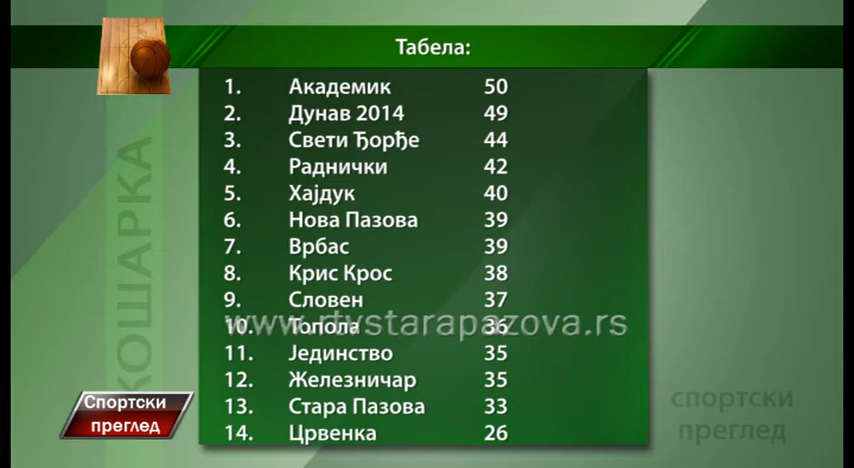 Табела:
1. Академик 50
2. Дунав 2014 49
3. Свети Ђорђе 44
4. Раднички 42
5. Хајдук 40
6. Нова Пазова 39
7. Врбас 39
8. Крис Крос 38
9. Словен 37
10. Топола 36
www.rtvstarapazova.rs
11. Јединство 35
12. Железничар 35
13. Стара Пазова 33
14. Црвенка 26
КОШАРКА
Спортски
преглед
спортски
преглед